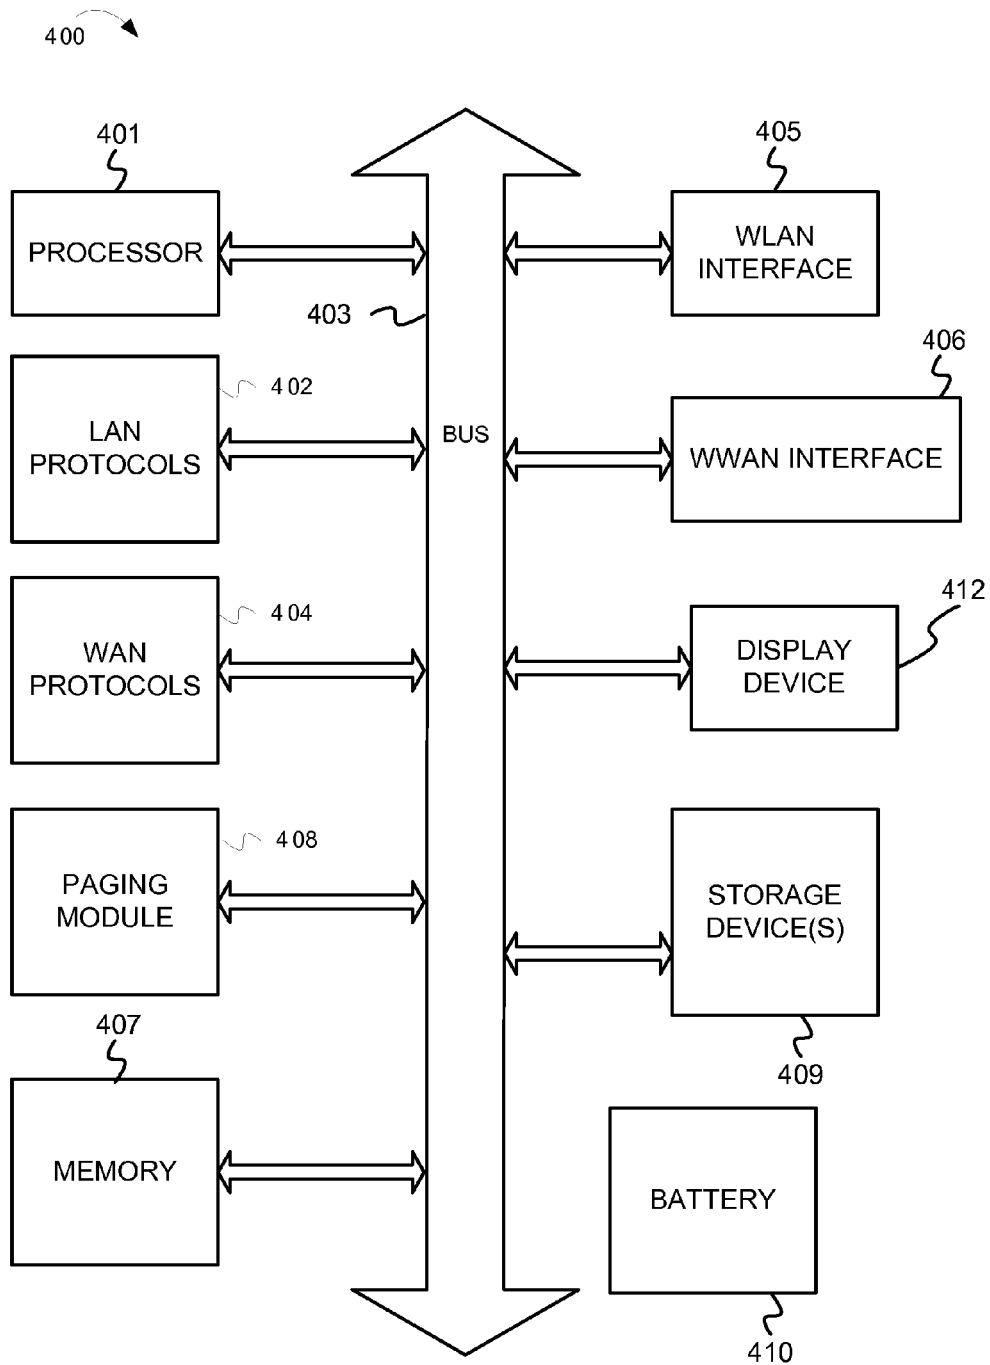 400
401
PROCESSOR
403
402
LAN
PROTOCOLS
404
WAN
PROTOCOLS
408
PAGING
MODULE
407
MEMORY
BUS
405
WLAN
INTERFACE
406
WWAN INTERFACE
412
DISPLAY
DEVICE
STORAGE
DEVICE(S)
409
BATTERY
410